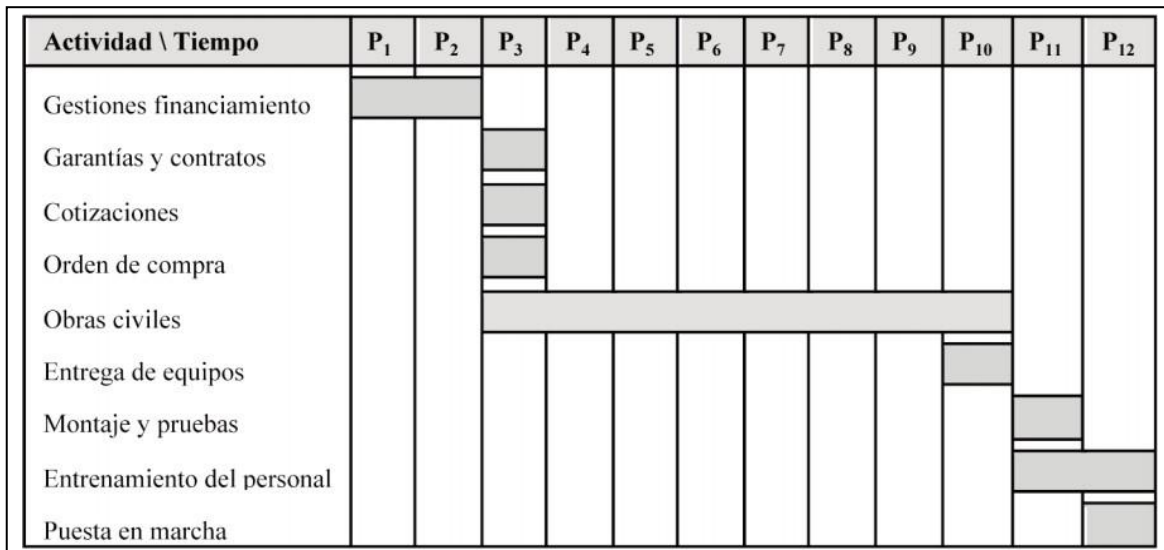 Actividad \ Tiempo P₁ P₂ P₃ P₄ P₅ P₆ P₇ P₈ P₉ P₁₀ P₁₁ P₁₂
Gestiones financiamiento
Garantías y contratos
Cotizaciones
Orden de compra
Obras civiles
Entrega de equipos
Montaje y pruebas
Entrenamiento del personal
Puesta en marcha